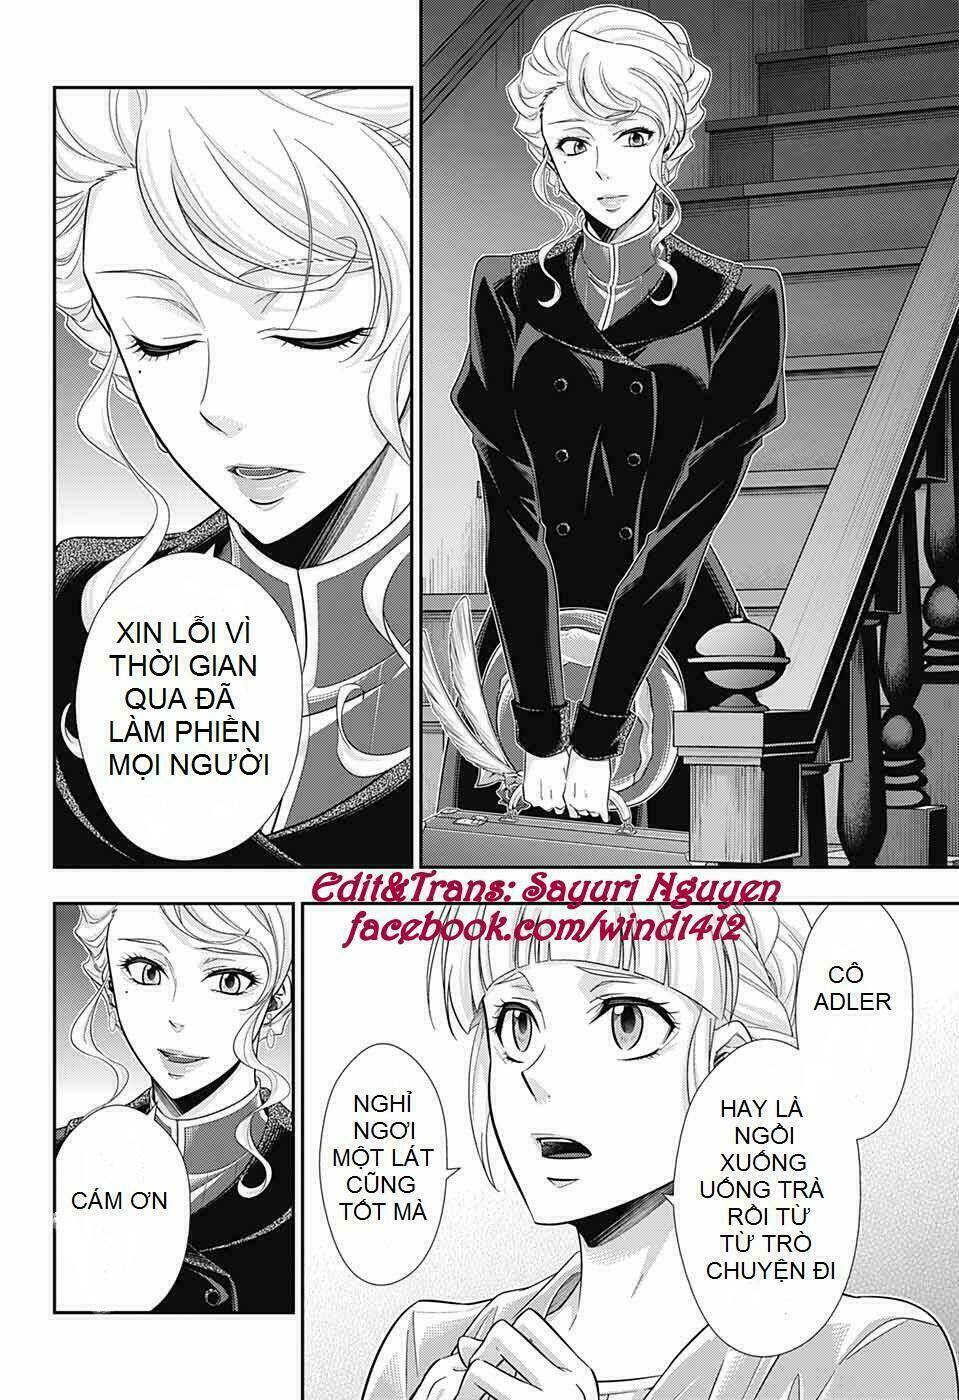 XIN LỖI VÌ
THỜI GIAN
QUA ĐÃ
LÀM PHIỀN
MỌI NGƯỜI
Edit&Trans: Sayuri Nguyen
facebook.com/wind1412
CÔ
ADLER
HAY LÀ
NGỒI
XUỐNG
UỐNG TRÀ
RỒI TỪ
TỪ TRÒ
CHUYỆN ĐI
NGHỈ
NGƠI
MỘT LÁT
CŨNG
TỐT MÀ
CÁM ƠN